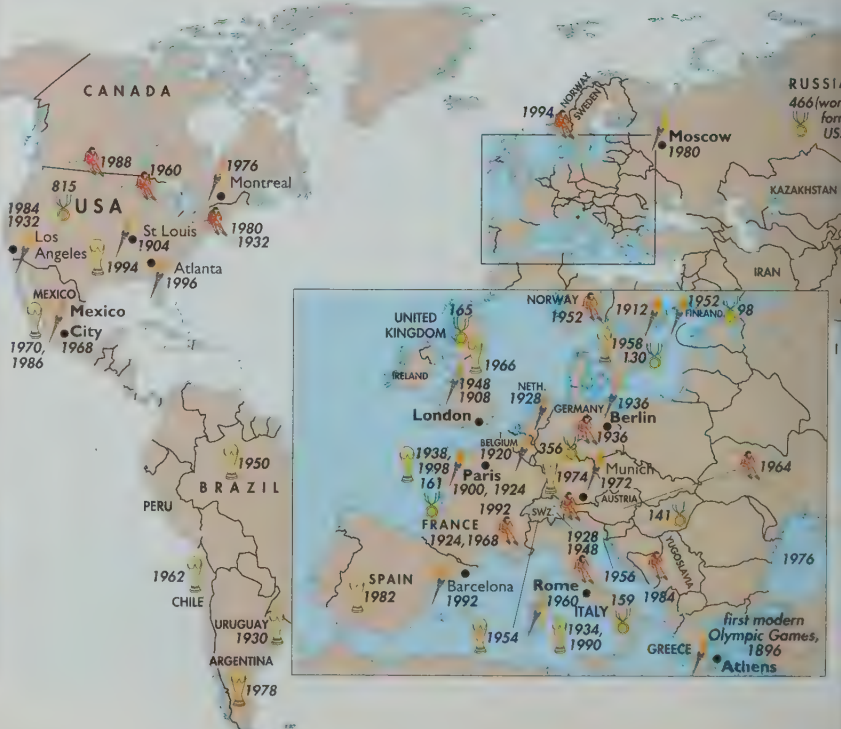 CANADA
1994
NORWAY
SWEDEN
RUSSIA
466 (wor
for
US
Moscow
1980
KAZAKHSTAN
IRAN
1988
1960
1976
Montreal
815
USA
1984
1932
Los
Angeles
St Louis
1904
1980
1932
1994
Atlanta
1996
MEXICO
Mexico
City
1968
1970,
1986
1950
BRAZIL
PERU
1962
CHILE
URUGUAY
1930
ARGENTINA
1978
UNITED
KINGDOM
165
IRELAND
1966
1948
1908
London
NORWAY
1952
1912
1952
FINLAND
98
1958
130
NETH.
1928
GERMANY
1936
Berlin
1936
BELGIUM
1920
356
1938,
1998
161
Paris
1900, 1924
1974
Munich
1972
1964
AUSTRIA
SWZ.
141
1992
FRANCE
1924, 1968
1928
1948
YUGOSLAVIA
1984
1976
1956
SPAIN
1982
Barcelona
1992
Rome
1960
ITALY
159
1954
1934,
1990
GREECE
first modern
Olympic Games,
1896
Athens